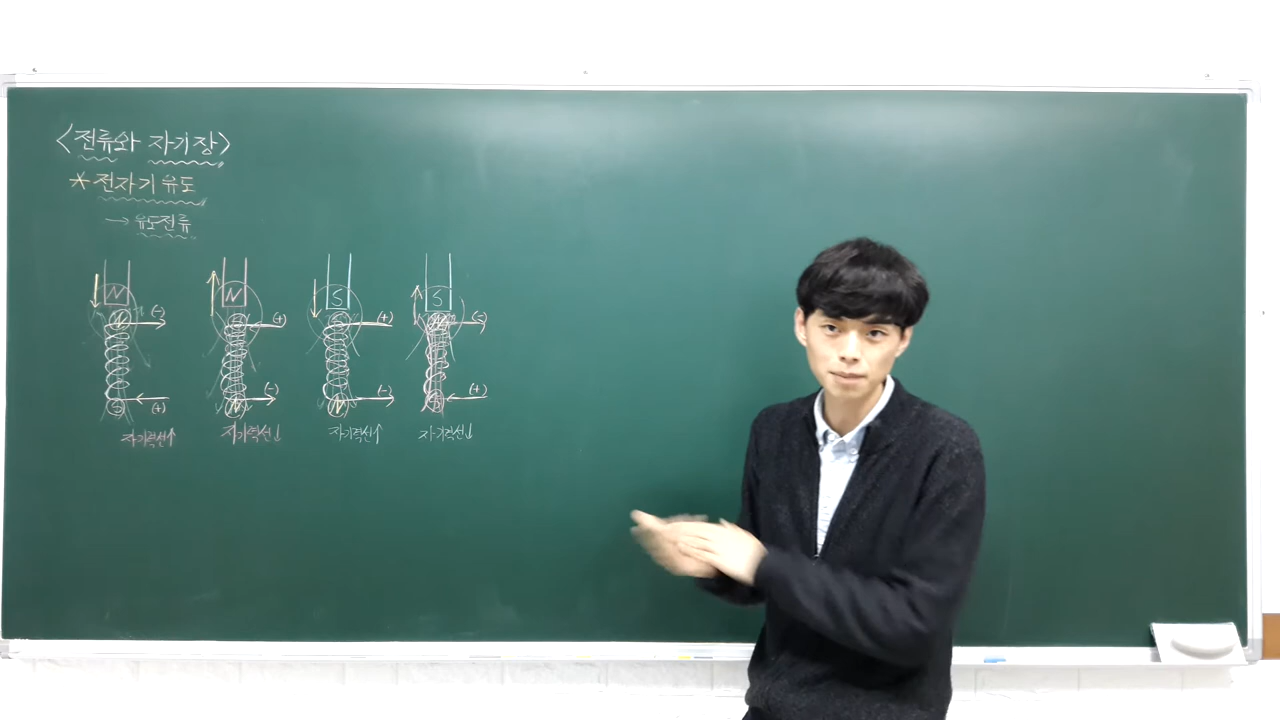 <전류와 자기장>
* 전자기 유도
→ 유도전류
N N S S
N (-) S (+) S (+) N (-)
S (+) N (-) N (-) S (+)
자기력선↑ 자기력선↓ 자기력선↑ 자기력선↓